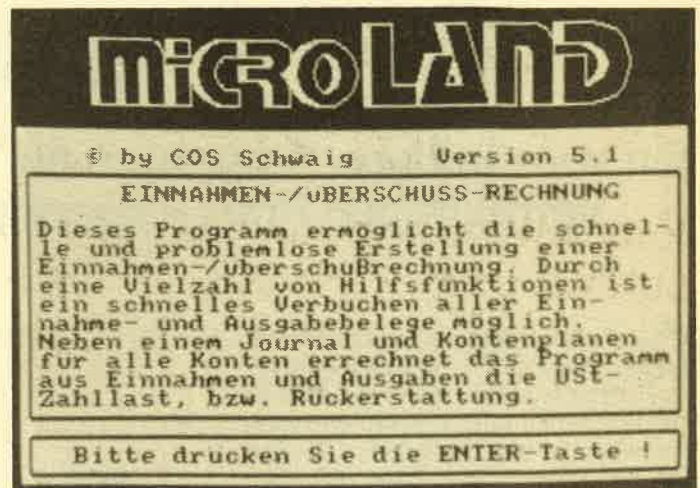 MiCROLAND
© by COS Schwaig Version 5.1
EINNAHMEN-/uBERSCHUSS-RECHNUNG
Dieses Programm ermoglicht die schnel-
le und problemlose Erstellung einer
Einnahmen-/uberschußrechnung. Durch
eine Vielzahl von Hilfsfunktionen ist
ein schnelles Verbuchen aller Ein-
nahme- und Ausgabebelege moglich.
Neben einem Journal und Kontenplanen
fur alle Konten errechnet das Programm
aus Einnahmen und Ausgaben die USt-
Zahllast, bzw. Ruckerstattung.
Bitte drucken Sie die ENTER-Taste !